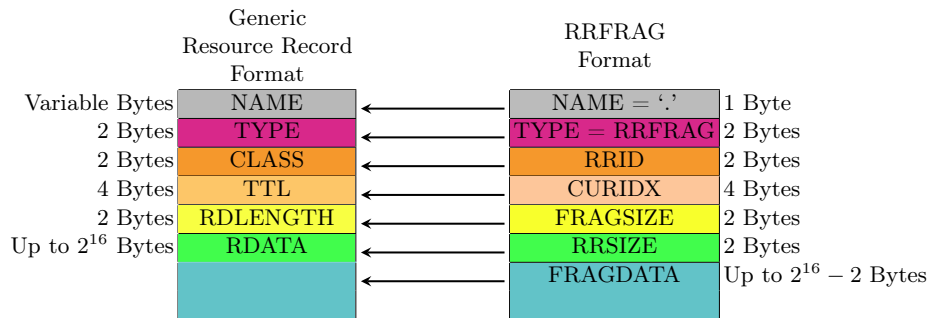 Generic
Resource Record
Format
RRFRAG
Format
Variable Bytes NAME NAME = ‘.’ 1 Byte
2 Bytes TYPE TYPE = RRFRAG 2 Bytes
2 Bytes CLASS RRID 2 Bytes
4 Bytes TTL CURIDX 4 Bytes
2 Bytes RDLENGTH FRAGSIZE 2 Bytes
Up to 2^16 Bytes RDATA RRSIZE 2 Bytes
FRAGDATA Up to 2^16 − 2 Bytes